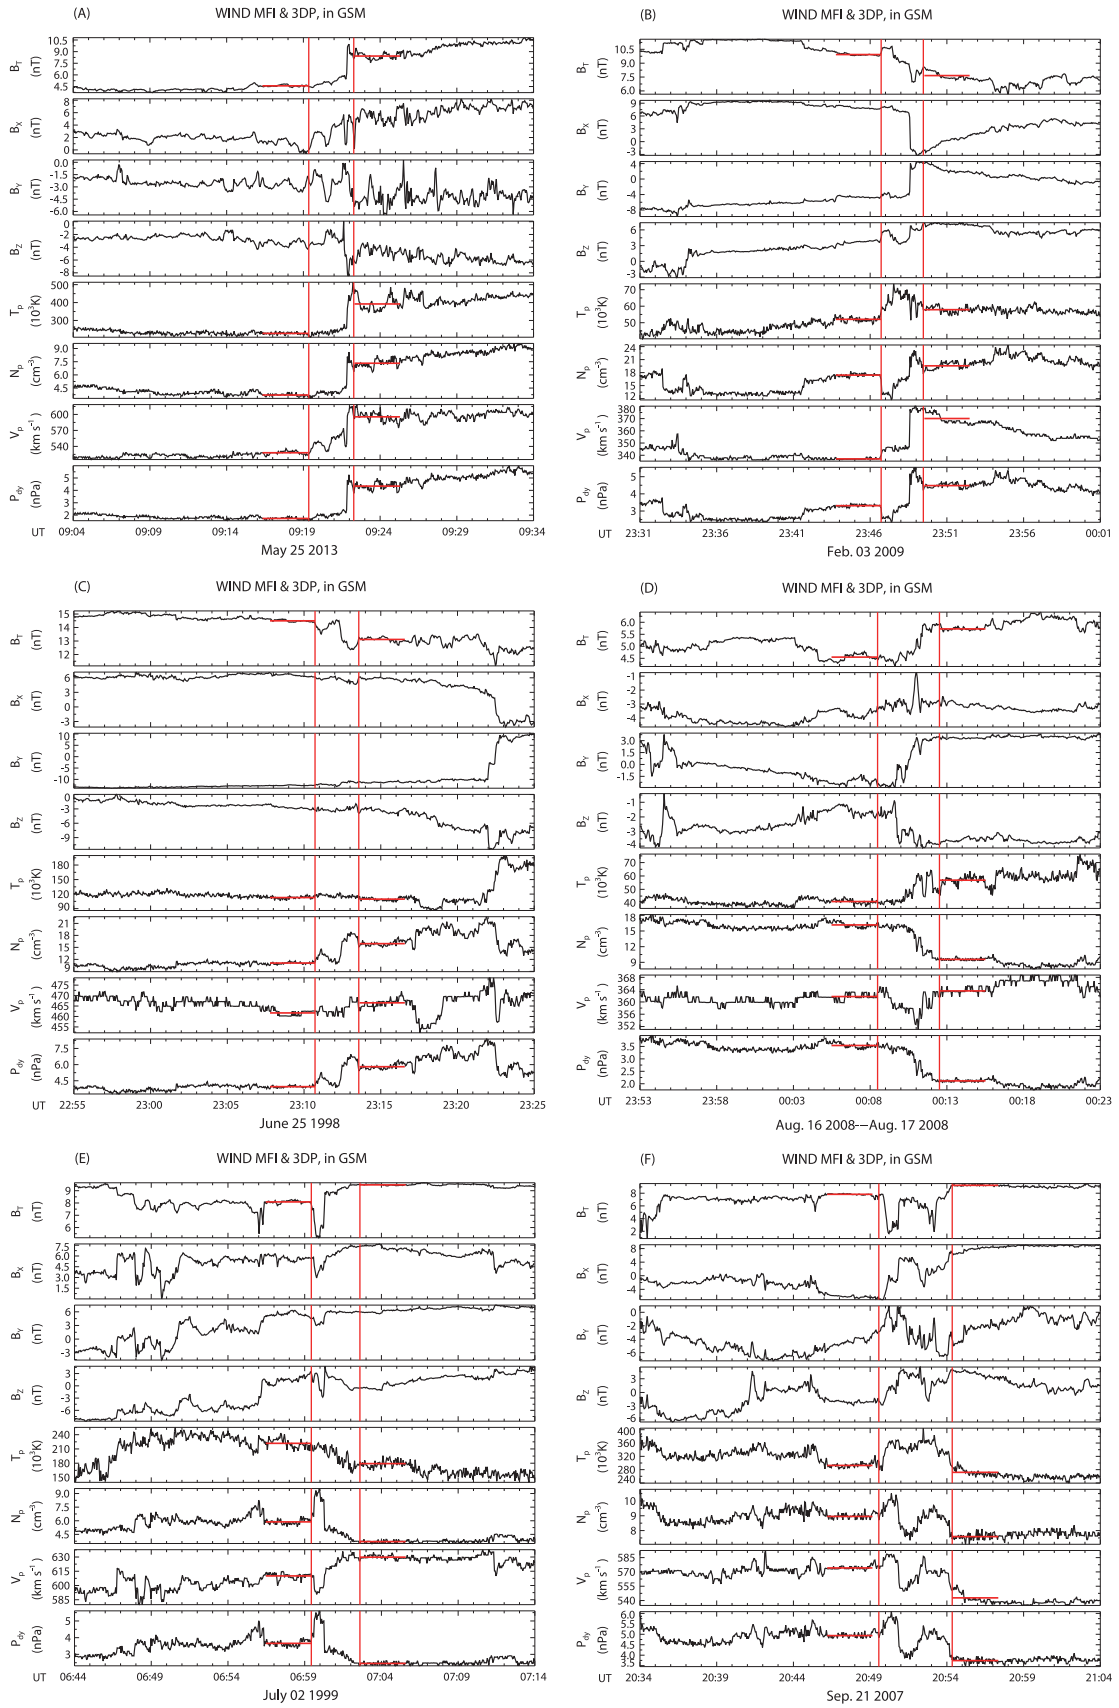 (A)
WIND MFI & 3DP, in GSM
10.5
9.0
7.5
6.0
4.5
B_T
(nT)
8
6
4
2
0
B_X
(nT)
0.0
-1.5
-3.0
-4.5
-6.0
B_Y
(nT)
0
-2
-4
-6
-8
B_Z
(nT)
500
400
300
230
T_p
(10³K)
9.0
7.5
6.0
4.5
N_p
(cm⁻³)
600
570
540
V_p
(km s⁻¹)
5
4
3
2
P_dy
(nPa)
UT
09:04 09:09 09:14 09:19 09:24 09:29 09:34
May 25 2013
(B)
WIND MFI & 3DP, in GSM
10.5
9.0
7.5
6.0
B_T
(nT)
9
6
3
0
-3
B_X
(nT)
4
0
-4
-8
B_Y
(nT)
6
3
0
-3
B_Z
(nT)
70
60
50
T_p
(10³K)
24
21
18
15
12
N_p
(cm⁻³)
380
370
360
350
340
V_p
(km s⁻¹)
5
4
3
P_dy
(nPa)
UT
23:31 23:36 23:41 23:46 23:51 23:56 00:01
Feb. 03 2009
(C)
WIND MFI & 3DP, in GSM
15
14
13
12
B_T
(nT)
6
3
0
-3
B_X
(nT)
10
5
0
-5
-10
B_Y
(nT)
0
-3
-6
-9
B_Z
(nT)
180
150
120
90
T_p
(10³K)
21
18
15
12
9
N_p
(cm⁻³)
470
465
460
455
V_p
(km s⁻¹)
7.5
6.0
4.5
P_dy
(nPa)
UT
22:55 23:00 23:05 23:10 23:15 23:20 23:25
June 25 1998
(D)
WIND MFI & 3DP, in GSM
6.0
5.5
5.0
4.5
B_T
(nT)
-1
-2
-3
-4
B_X
(nT)
3.0
1.5
0.0
-1.5
B_Y
(nT)
-1
-2
-3
-4
B_Z
(nT)
70
60
50
40
T_p
(10³K)
18
15
12
9
N_p
(cm⁻³)
368
364
360
356
352
V_p
(km s⁻¹)
3.5
3.0
2.5
2.0
P_dy
(nPa)
UT
23:53 23:58 00:03 00:08 00:13 00:18 00:23
Aug. 16 2008---Aug. 17 2008
(E)
WIND MFI & 3DP, in GSM
9
8
7
6
B_T
(nT)
7.5
6.0
4.5
3.0
1.5
B_X
(nT)
6
3
0
-3
B_Y
(nT)
3
0
-3
-6
B_Z
(nT)
240
210
180
150
T_p
(10³K)
9.0
7.5
6.0
4.5
N_p
(cm⁻³)
630
615
600
585
V_p
(km s⁻¹)
5
4
3
P_dy
(nPa)
UT
06:44 06:49 06:54 06:59 07:04 07:09 07:14
July 02 1999
(F)
WIND MFI & 3DP, in GSM
8
6
4
2
B_T
(nT)
8
4
0
-4
B_X
(nT)
0
-2
-4
-6
B_Y
(nT)
3
0
-3
-6
B_Z
(nT)
400
360
320
280
240
T_p
(10³K)
10
9
8
N_p
(cm⁻³)
585
570
555
540
V_p
(km s⁻¹)
6.0
5.5
5.0
4.5
4.0
3.5
P_dy
(nPa)
UT
20:34 20:39 20:44 20:49 20:54 20:59 21:04
Sep. 21 2007